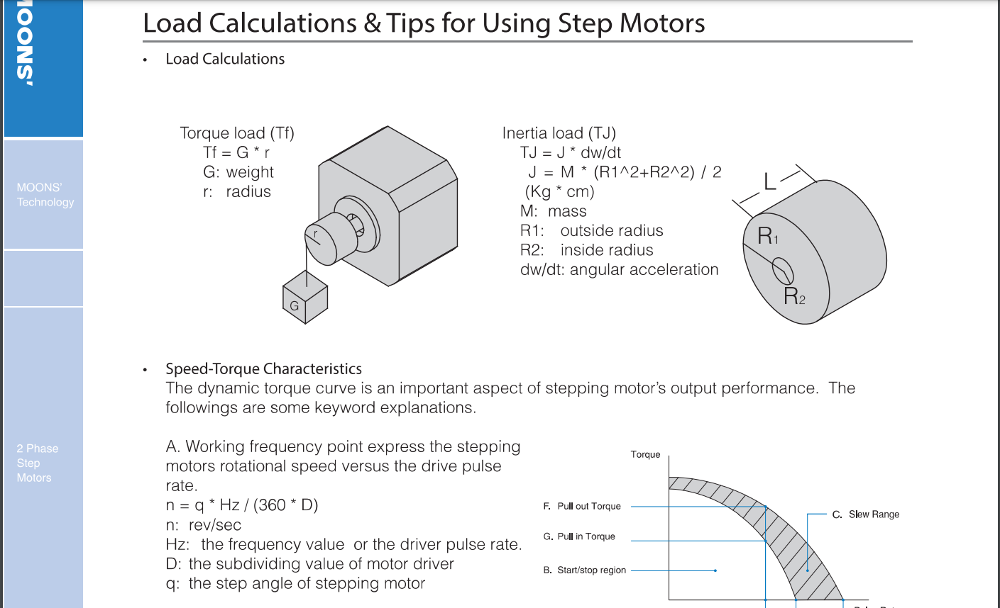 MOONS'
Load Calculations & Tips for Using Step Motors
• Load Calculations
Torque load (Tf)
Tf = G * r
G: weight
r: radius
r
G
Inertia load (TJ)
TJ = J * dw/dt
J = M * (R1^2+R2^2) / 2
(Kg * cm)
M: mass
R1: outside radius
R2: inside radius
dw/dt: angular acceleration
L
R1
R2
MOONS'
Technology
• Speed-Torque Characteristics
The dynamic torque curve is an important aspect of stepping motor's output performance. The
followings are some keyword explanations.
A. Working frequency point express the stepping
motors rotational speed versus the drive pulse
rate.
n = q * Hz / (360 * D)
n: rev/sec
Hz: the frequency value or the driver pulse rate.
D: the subdividing value of motor driver
q: the step angle of stepping motor
Torque
F. Pull out Torque
G. Pull in Torque
B. Start/stop region
C. Slew Range
2 Phase
Step
Motors